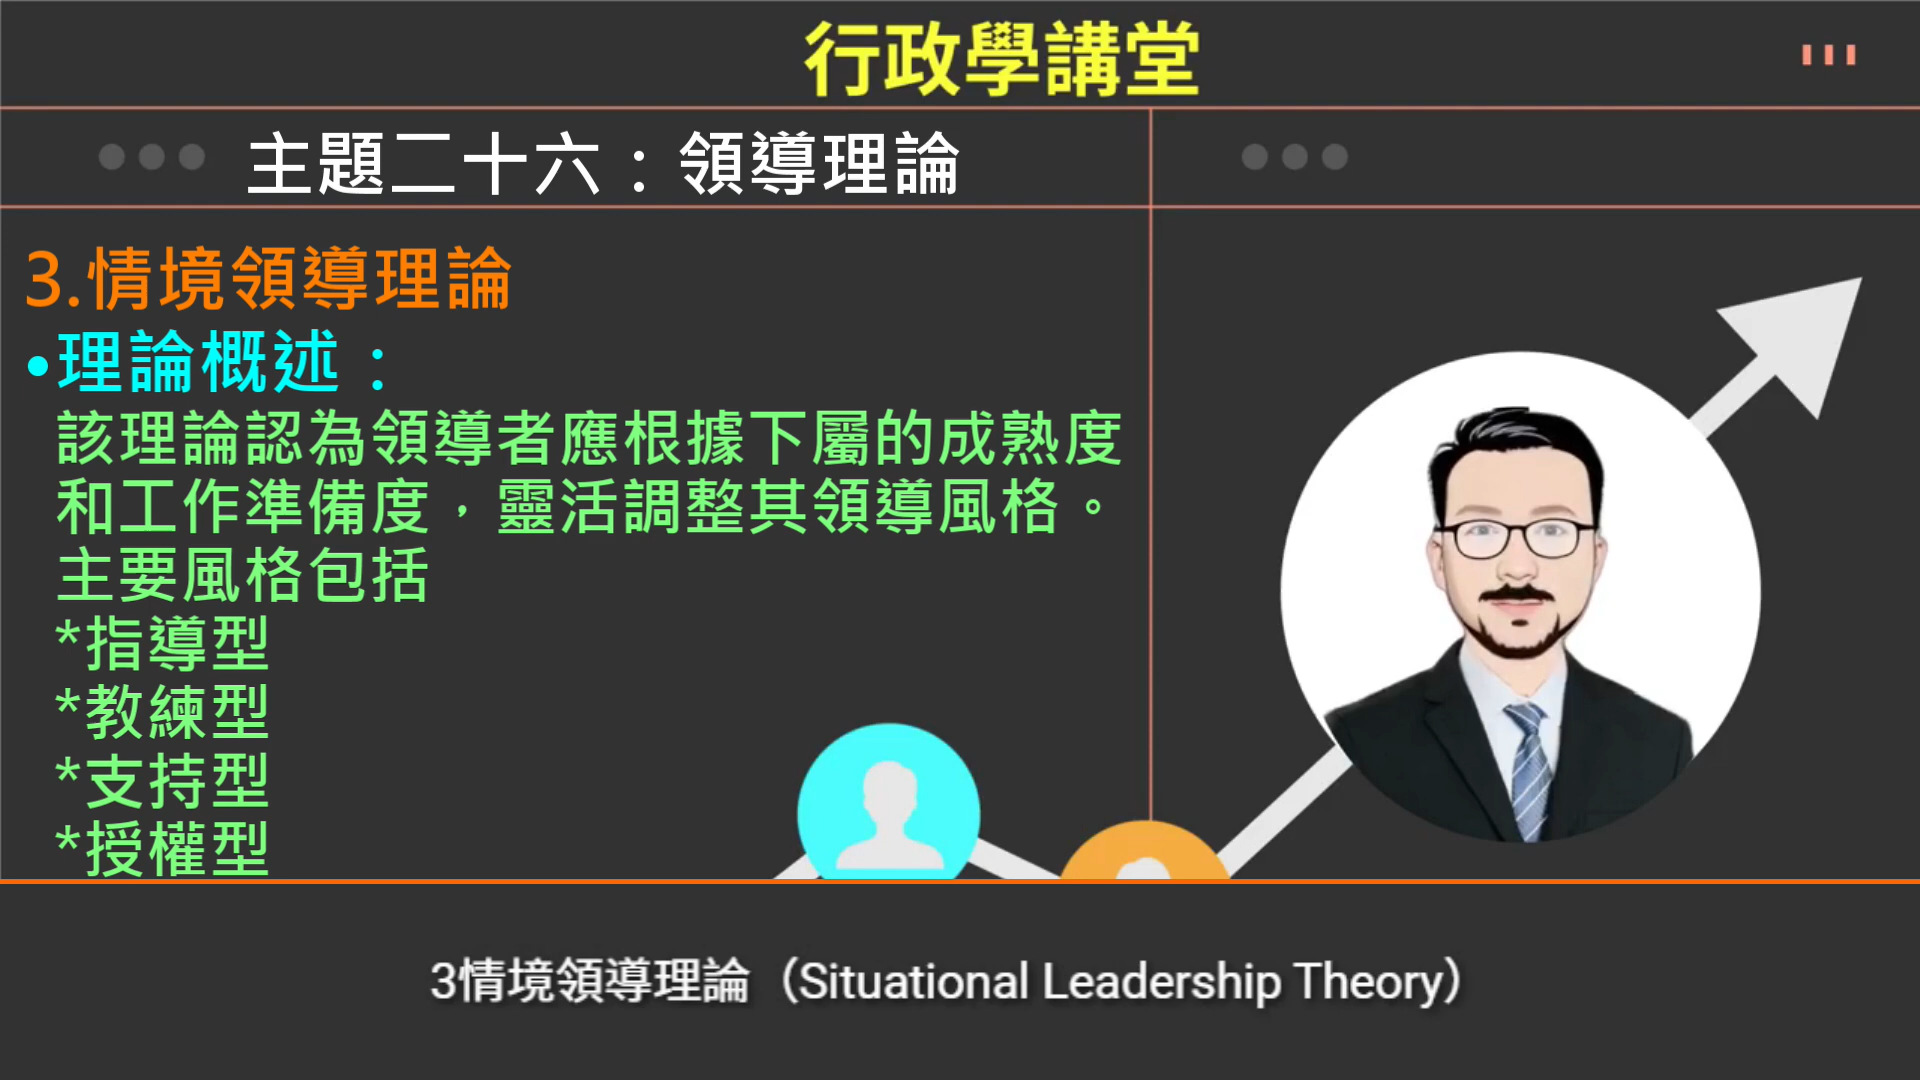 行政學講堂
主題二十六：領導理論
3.情境領導理論
•理論概述：
該理論認為領導者應根據下屬的成熟度
和工作準備度，靈活調整其領導風格。
主要風格包括
*指導型
*教練型
*支持型
*授權型
3情境領導理論（Situational Leadership Theory）